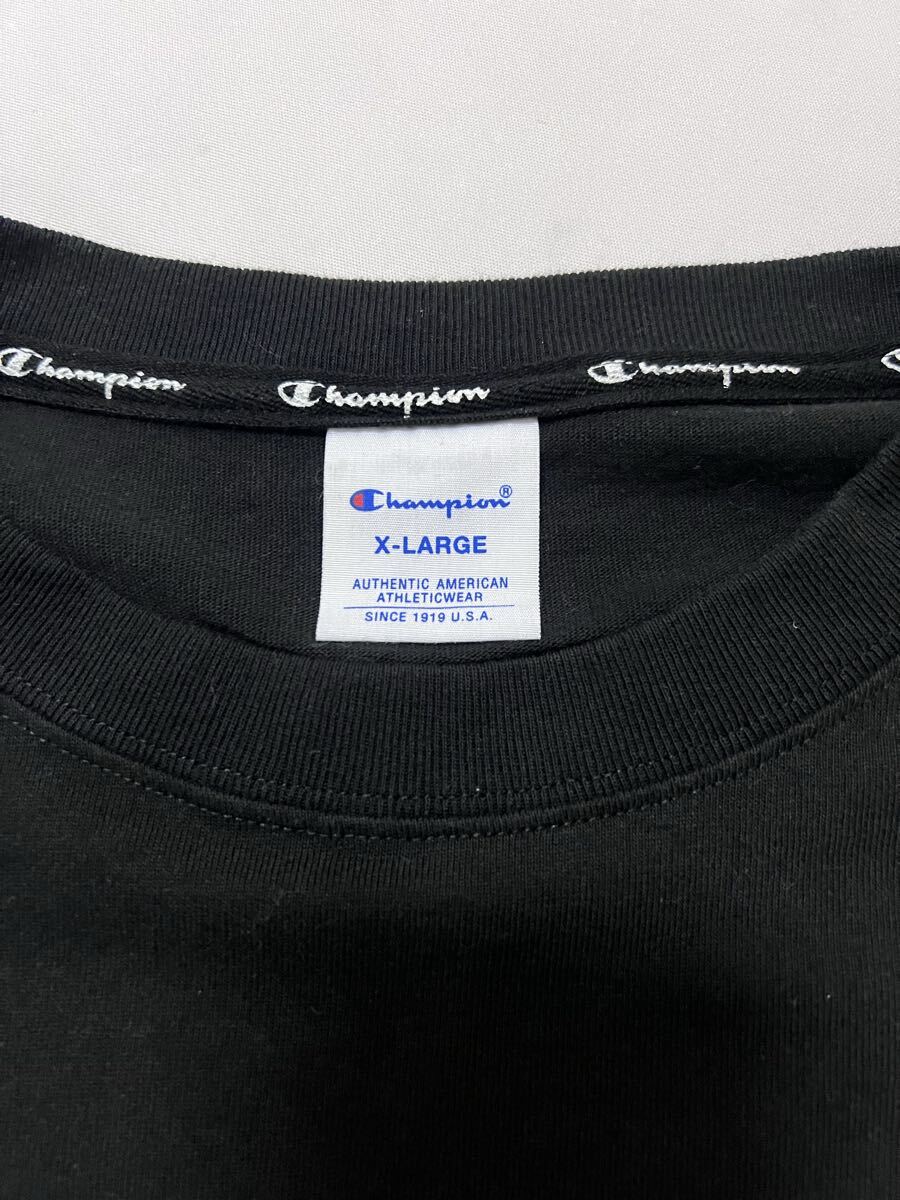 Champion Champion Champion
Champion®
X-LARGE
AUTHENTIC AMERICAN
ATHLETICWEAR
SINCE 1919 U.S.A.